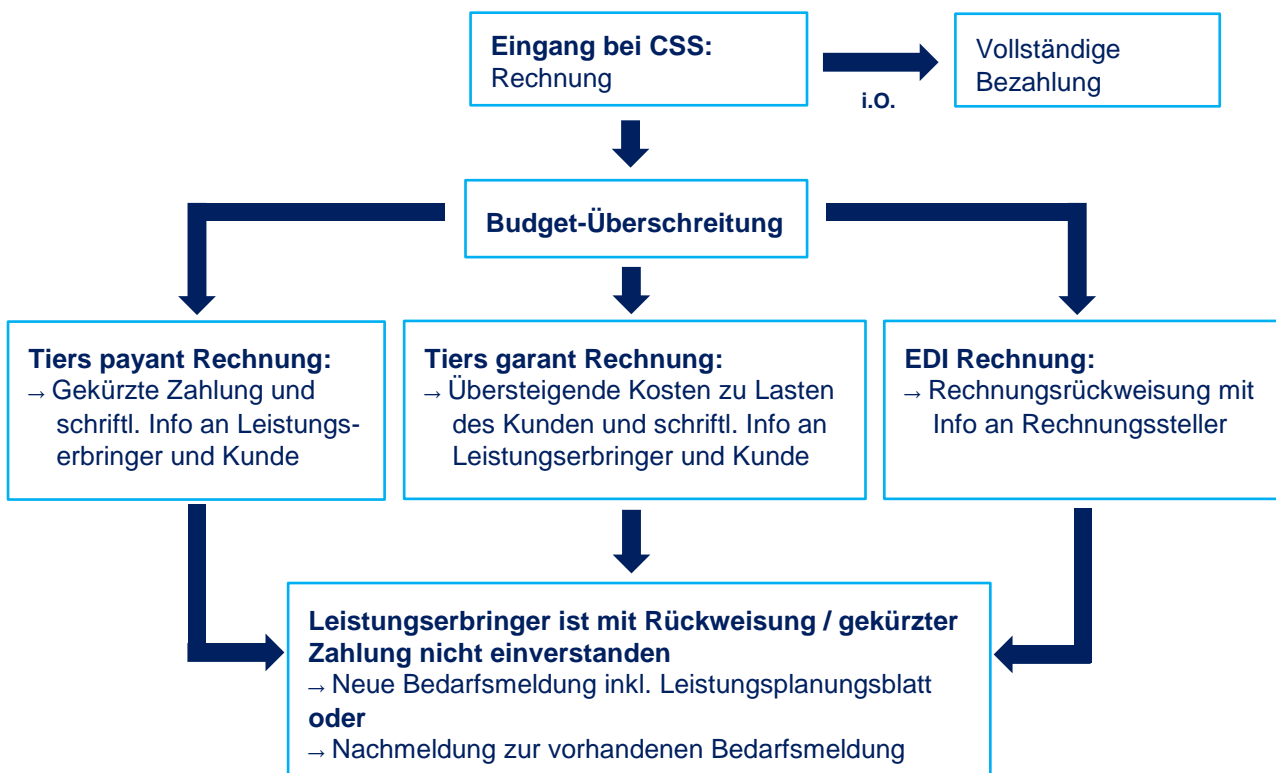 Eingang bei CSS:
Rechnung
i.O.
Vollständige
Bezahlung
Budget-Überschreitung
Tiers payant Rechnung:
→ Gekürzte Zahlung und
schriftl. Info an Leistungs-
erbringer und Kunde
Tiers garant Rechnung:
→ Übersteigende Kosten zu Lasten
des Kunden und schriftl. Info an
Leistungserbringer und Kunde
EDI Rechnung:
→ Rechnungsrückweisung mit
Info an Rechnungssteller
Leistungserbringer ist mit Rückweisung / gekürzter
Zahlung nicht einverstanden
→ Neue Bedarfsmeldung inkl. Leistungsplanungsblatt
oder
→ Nachmeldung zur vorhandenen Bedarfsmeldung